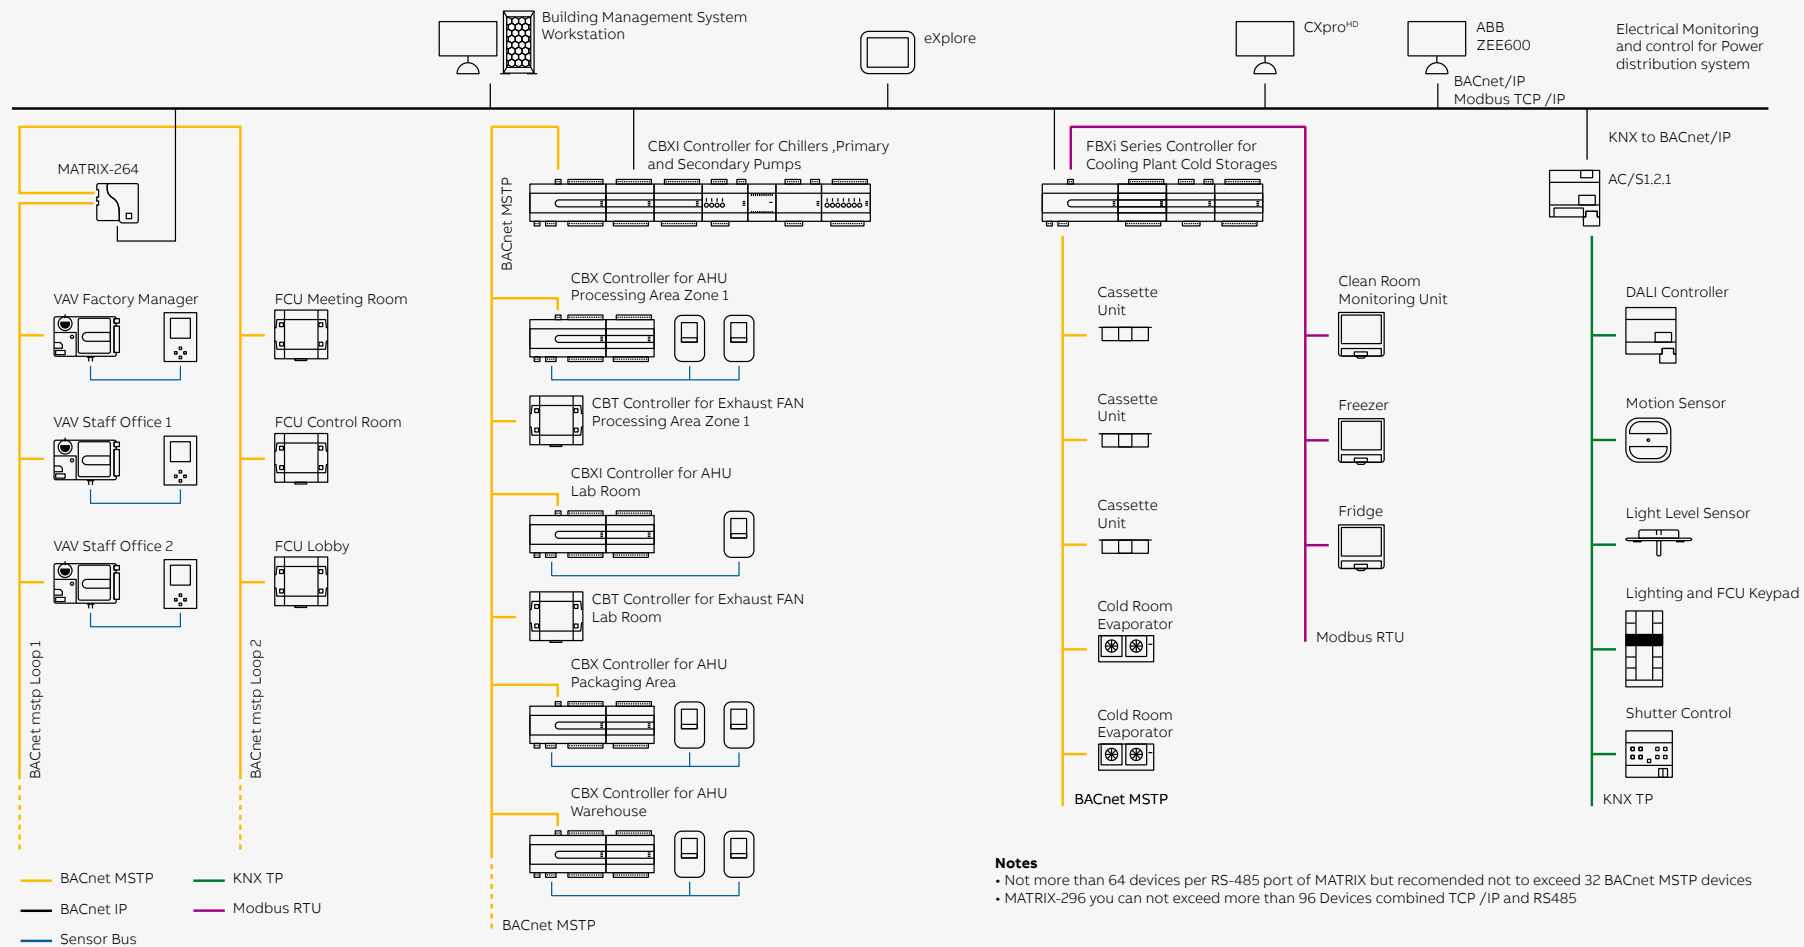 Building Management System
Workstation
eXplore
CXproHD
ABB
ZEE600
BACnet/IP
Modbus TCP /IP
Electrical Monitoring
and control for Power
distribution system
MATRIX-264
BACnet MSTP
CBXI Controller for Chillers ,Primary
and Secondary Pumps
FBXi Series Controller for
Cooling Plant Cold Storages
KNX to BACnet/IP
AC/S1.2.1
VAV Factory Manager
FCU Meeting Room
VAV Staff Office 1
FCU Control Room
VAV Staff Office 2
FCU Lobby
BACnet mstp Loop 1
BACnet mstp Loop 2
CBX Controller for AHU
Processing Area Zone 1
CBT Controller for Exhaust FAN
Processing Area Zone 1
CBXI Controller for AHU
Lab Room
CBT Controller for Exhaust FAN
Lab Room
CBX Controller for AHU
Packaging Area
CBX Controller for AHU
Warehouse
BACnet MSTP
Cassette
Unit
Cassette
Unit
Cassette
Unit
Cold Room
Evaporator
Cold Room
Evaporator
BACnet MSTP
Clean Room
Monitoring Unit
Freezer
Fridge
Modbus RTU
DALI Controller
Motion Sensor
Light Level Sensor
Lighting and FCU Keypad
Shutter Control
KNX TP
BACnet MSTP
KNX TP
BACnet IP
Modbus RTU
Sensor Bus
Notes
• Not more than 64 devices per RS-485 port of MATRIX but recomended not to exceed 32 BACnet MSTP devices
• MATRIX-296 you can not exceed more than 96 Devices combined TCP /IP and RS485